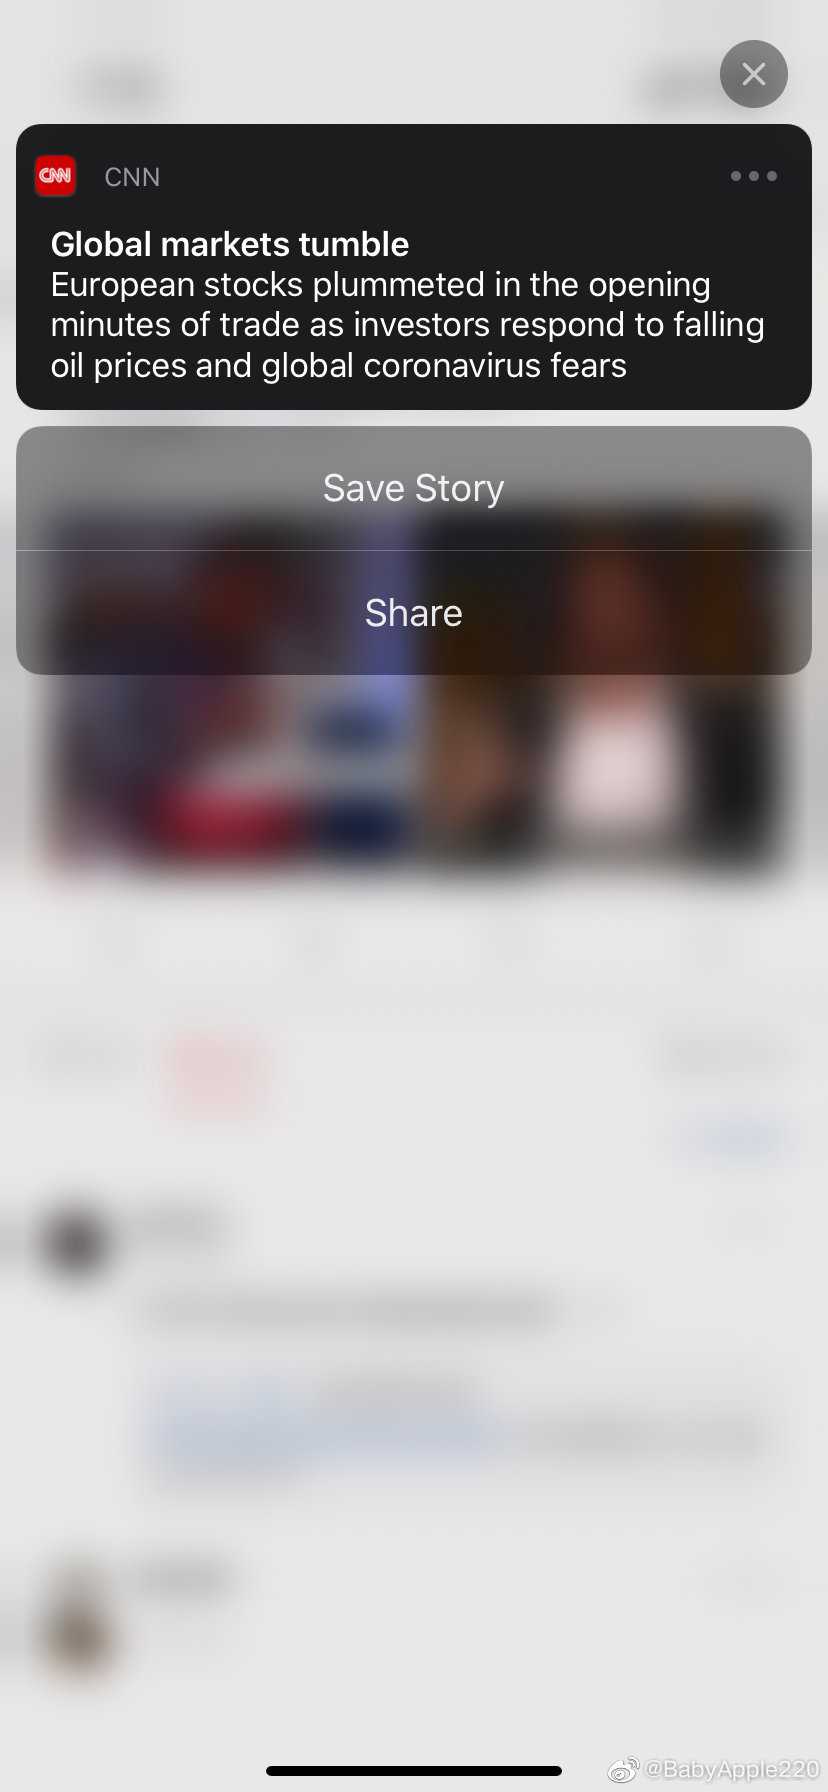 CNN
CNN
Global markets tumble
European stocks plummeted in the opening
minutes of trade as investors respond to falling
oil prices and global coronavirus fears
Save Story
Share
@BabyApple220